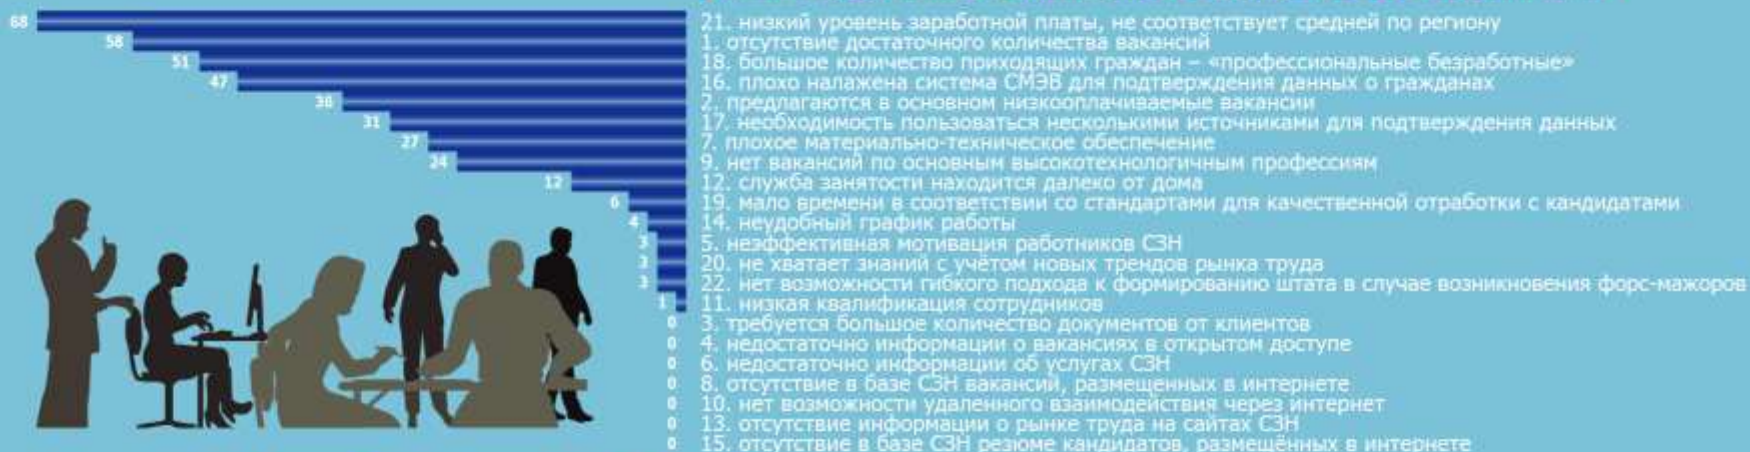 68 21. низкий уровень заработной платы, не соответствует средней по региону
58 1. отсутствие достаточного количества вакансий
51 18. большое количество приходящих граждан – «профессиональные безработные»
47 16. плохо налажена система СМЭВ для подтверждения данных о гражданах
36 2. предлагаются в основном низкооплачиваемые вакансии
31 17. необходимость пользоваться несколькими источниками для подтверждения данных
27 7. плохое материально-техническое обеспечение
24 9. нет вакансий по основным высокотехнологичным профессиям
12 12. служба занятости находится далеко от дома
6 19. мало времени в соответствии со стандартами для качественной отработки с кандидатами
4 14. неудобный график работы
3 5. неэффективная мотивация работников СЗН
3 20. не хватает знаний с учётом новых трендов рынка труда
3 22. нет возможности гибкого подхода к формированию штата в случае возникновения форс-мажоров
1 11. низкая квалификация сотрудников
0 3. требуется большое количество документов от клиентов
0 4. недостаточно информации о вакансиях в открытом доступе
0 6. недостаточно информации об услугах СЗН
0 8. отсутствие в базе СЗН вакансий, размещенных в интернете
0 10. нет возможности удаленного взаимодействия через интернет
0 13. отсутствие информации о рынке труда на сайтах СЗН
0 15. отсутствие в базе СЗН резюме кандидатов, размещённых в интернете